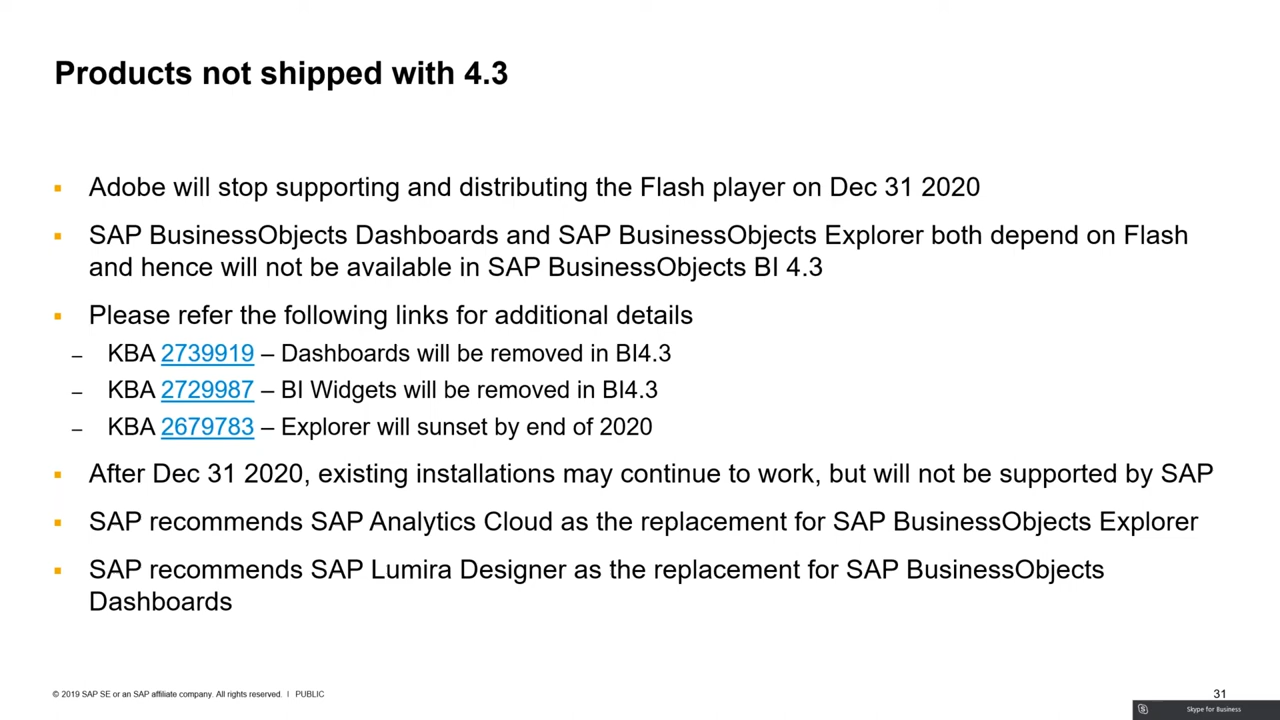 Products not shipped with 4.3
▪ Adobe will stop supporting and distributing the Flash player on Dec 31 2020
▪ SAP BusinessObjects Dashboards and SAP BusinessObjects Explorer both depend on Flash
and hence will not be available in SAP BusinessObjects BI 4.3
▪ Please refer the following links for additional details
– KBA 2739919 – Dashboards will be removed in BI4.3
– KBA 2729987 – BI Widgets will be removed in BI4.3
– KBA 2679783 – Explorer will sunset by end of 2020
▪ After Dec 31 2020, existing installations may continue to work, but will not be supported by SAP
▪ SAP recommends SAP Analytics Cloud as the replacement for SAP BusinessObjects Explorer
▪ SAP recommends SAP Lumira Designer as the replacement for SAP BusinessObjects
Dashboards
© 2019 SAP SE or an SAP affiliate company. All rights reserved. | PUBLIC
31
Skype for Business